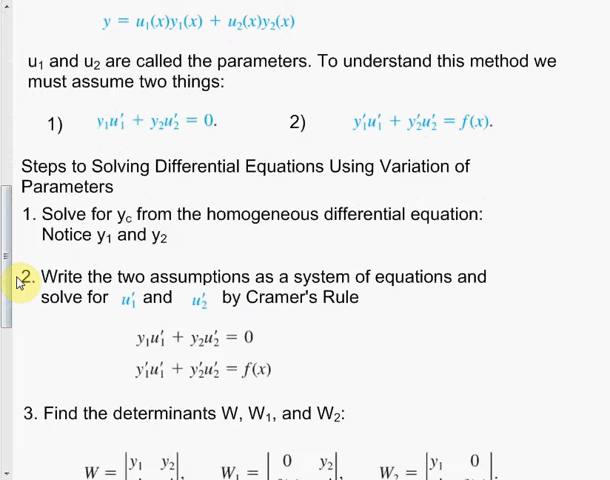 y = u₁(x)y₁(x) + u₂(x)y₂(x)
u₁ and u₂ are called the parameters. To understand this method we
must assume two things:
1) y₁u₁′ + y₂u₂′ = 0. 2) y₁′u₁′ + y₂′u₂′ = f(x).
Steps to Solving Differential Equations Using Variation of
Parameters
1. Solve for y꜀ from the homogeneous differential equation:
Notice y₁ and y₂
2. Write the two assumptions as a system of equations and
solve for u₁′ and u₂′ by Cramer's Rule
y₁u₁′ + y₂u₂′ = 0
y₁′u₁′ + y₂′u₂′ = f(x)
3. Find the determinants W, W₁, and W₂:
W = |y₁ y₂|, W₁ = |0 y₂|, W₂ = |y₁ 0|.